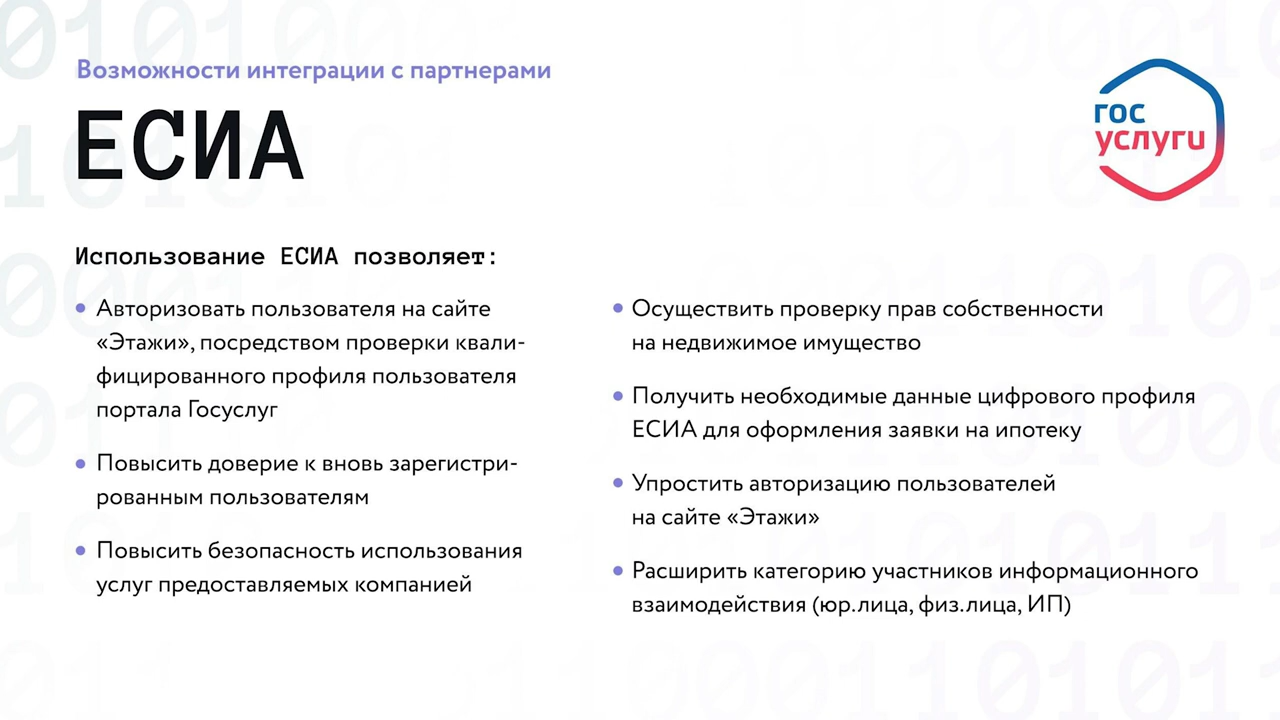 Возможности интеграции с партнерами
ЕСИА
гос
услуги
Использование ЕСИА позволяет:
• Авторизовать пользователя на сайте
«Этажи», посредством проверки квали-
фицированного профиля пользователя
портала Госуслуг
• Повысить доверие к вновь зарегистри-
рованным пользователям
• Повысить безопасность использования
услуг предоставляемых компанией
• Осуществить проверку прав собственности
на недвижимое имущество
• Получить необходимые данные цифрового профиля
ЕСИА для оформления заявки на ипотеку
• Упростить авторизацию пользователей
на сайте «Этажи»
• Расширить категорию участников информационного
взаимодействия (юр.лица, физ.лица, ИП)